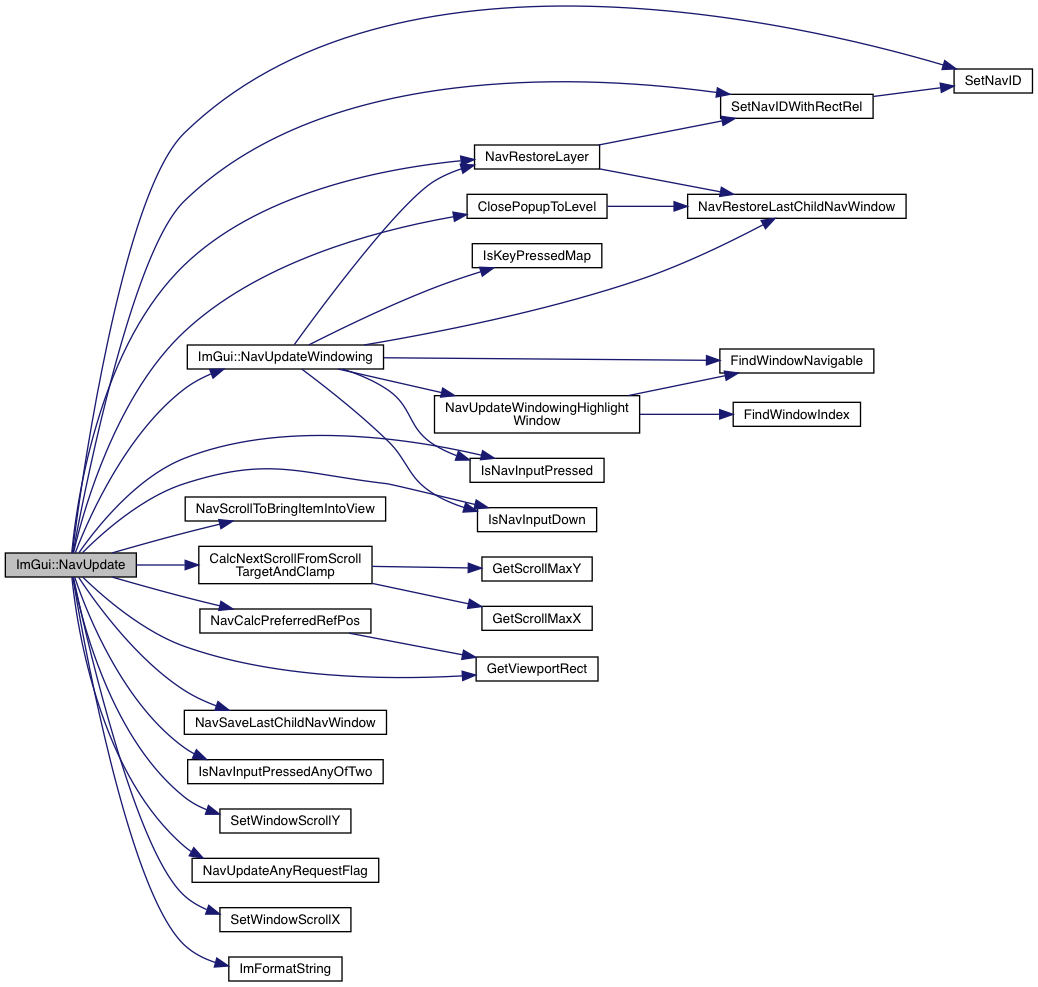 SetNavID
SetNavIDWithRectRel
NavRestoreLayer
ClosePopupToLevel
NavRestoreLastChildNavWindow
IsKeyPressedMap
ImGui::NavUpdateWindowing
FindWindowNavigable
NavUpdateWindowingHighlight
Window
FindWindowIndex
IsNavInputPressed
NavScrollToBringItemIntoView
IsNavInputDown
ImGui::NavUpdate
CalcNextScrollFromScroll
TargetAndClamp
GetScrollMaxY
NavCalcPreferredRefPos
GetScrollMaxX
GetViewportRect
NavSaveLastChildNavWindow
IsNavInputPressedAnyOfTwo
SetWindowScrollY
NavUpdateAnyRequestFlag
SetWindowScrollX
ImFormatString